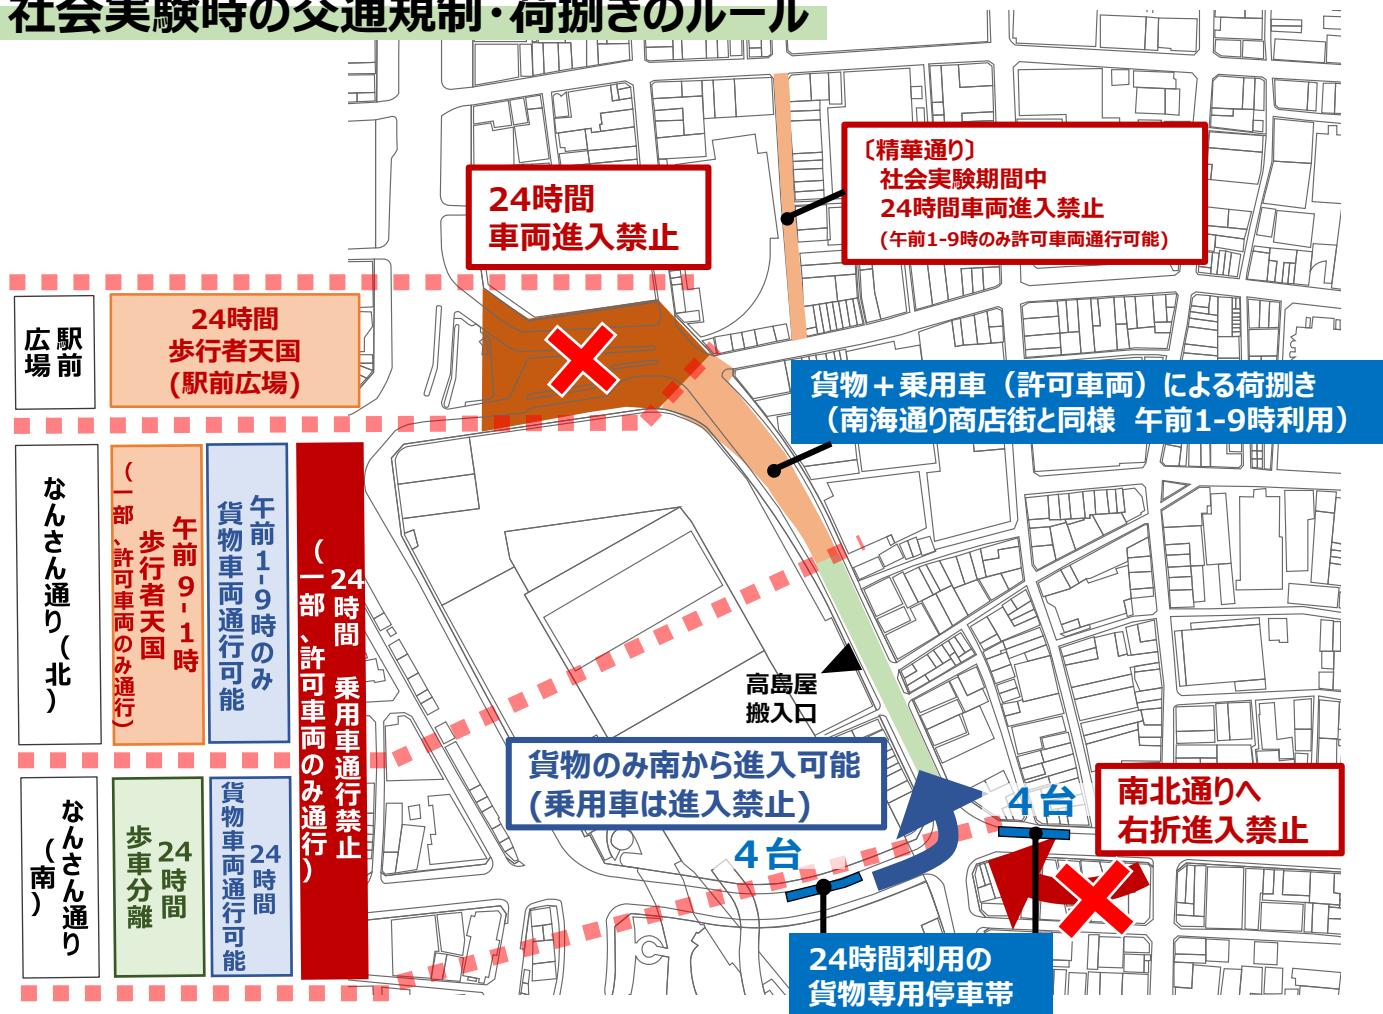 社会実験時の交通規制・荷捌きのルール
〔精華通り〕
社会実験期間中
24時間車両進入禁止
(午前1-9時のみ許可車両通行可能)
24時間
車両進入禁止
駅前
広場
24時間
歩行者天国
(駅前広場)
貨物＋乗用車（許可車両）による荷捌き
（南海通り商店街と同様 午前1-9時利用）
なんさん通り(北)
午前9-1時
歩行者天国
(一部、許可車両のみ通行)
午前1-9時のみ
貨物車両通行可能
24時間 乗用車通行禁止
(一部、許可車両のみ通行)
高島屋
搬入口
貨物のみ南から進入可能
(乗用車は進入禁止)
4台
4台
南北通りへ
右折進入禁止
なんさん通り
(南)
24時間
歩車分離
24時間
貨物車両通行可能
24時間利用の
貨物専用停車帯